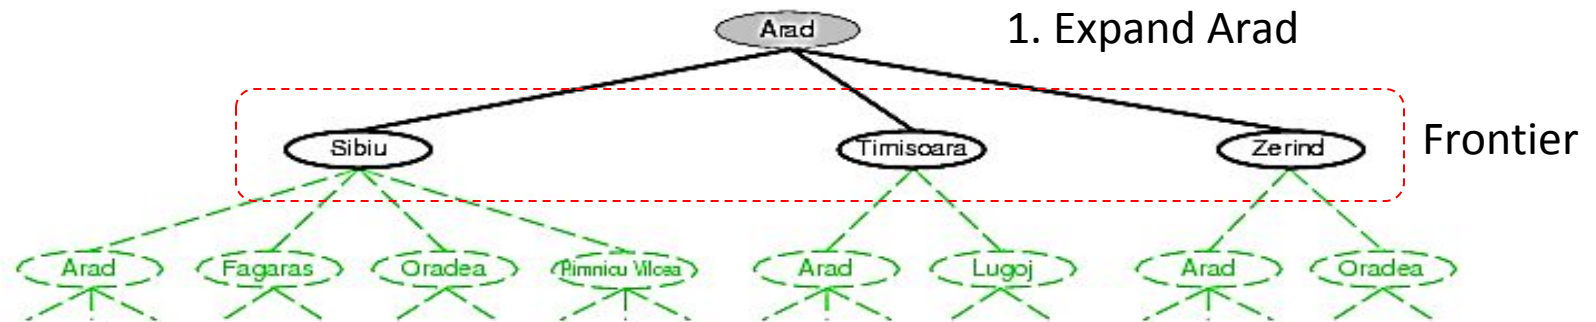 Arad
1. Expand Arad
Sibiu
Timisoara
Zerind
Frontier
Arad
Fagaras
Oradea
Rimnicu Vilcea
Arad
Lugoj
Arad
Oradea